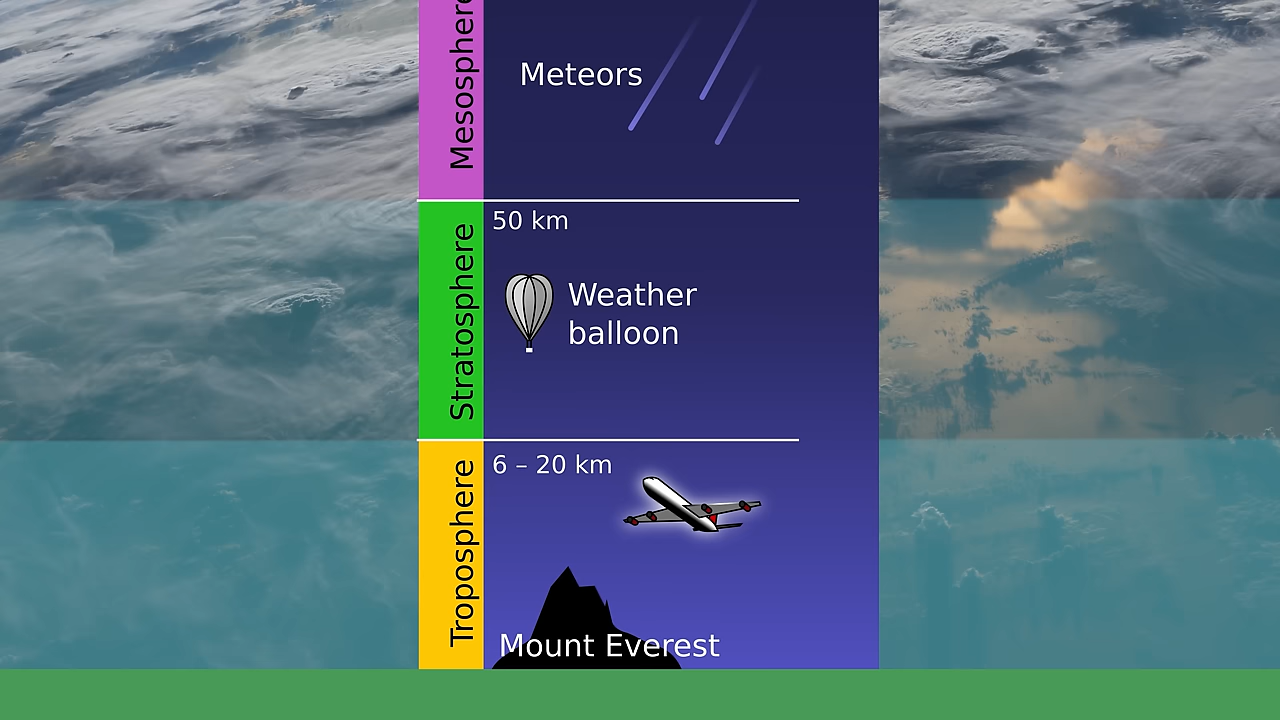 Mesosphere
Meteors
50 km
Stratosphere
Weather
balloon
6 – 20 km
Troposphere
Mount Everest